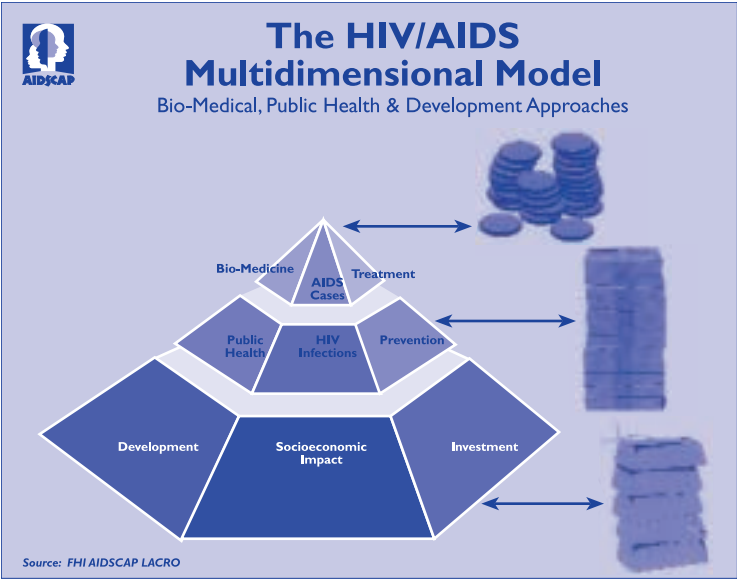 The HIV/AIDS
Multidimensional Model
Bio-Medical, Public Health & Development Approaches
AIDSCAP
Bio-Medicine
AIDS
Cases
Treatment
Public
Health
HIV
Infections
Prevention
Development
Socioeconomic
Impact
Investment
Source: FHI AIDSCAP LACRO